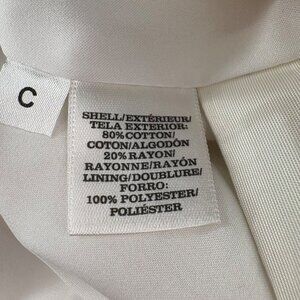 C
SHELL/EXTÉRIEUR/
TELA EXTERIOR:
80% COTTON/
COTON/ALGODÓN
20% RAYON/
RAYONNE/RAYÓN
LINING/DOUBLURE/
FORRO:
100% POLYESTER/
POLIÉSTER